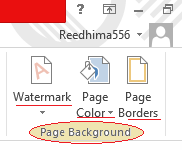 ?
Reedhima556
Watermark Page Page
Color Borders
Page Background